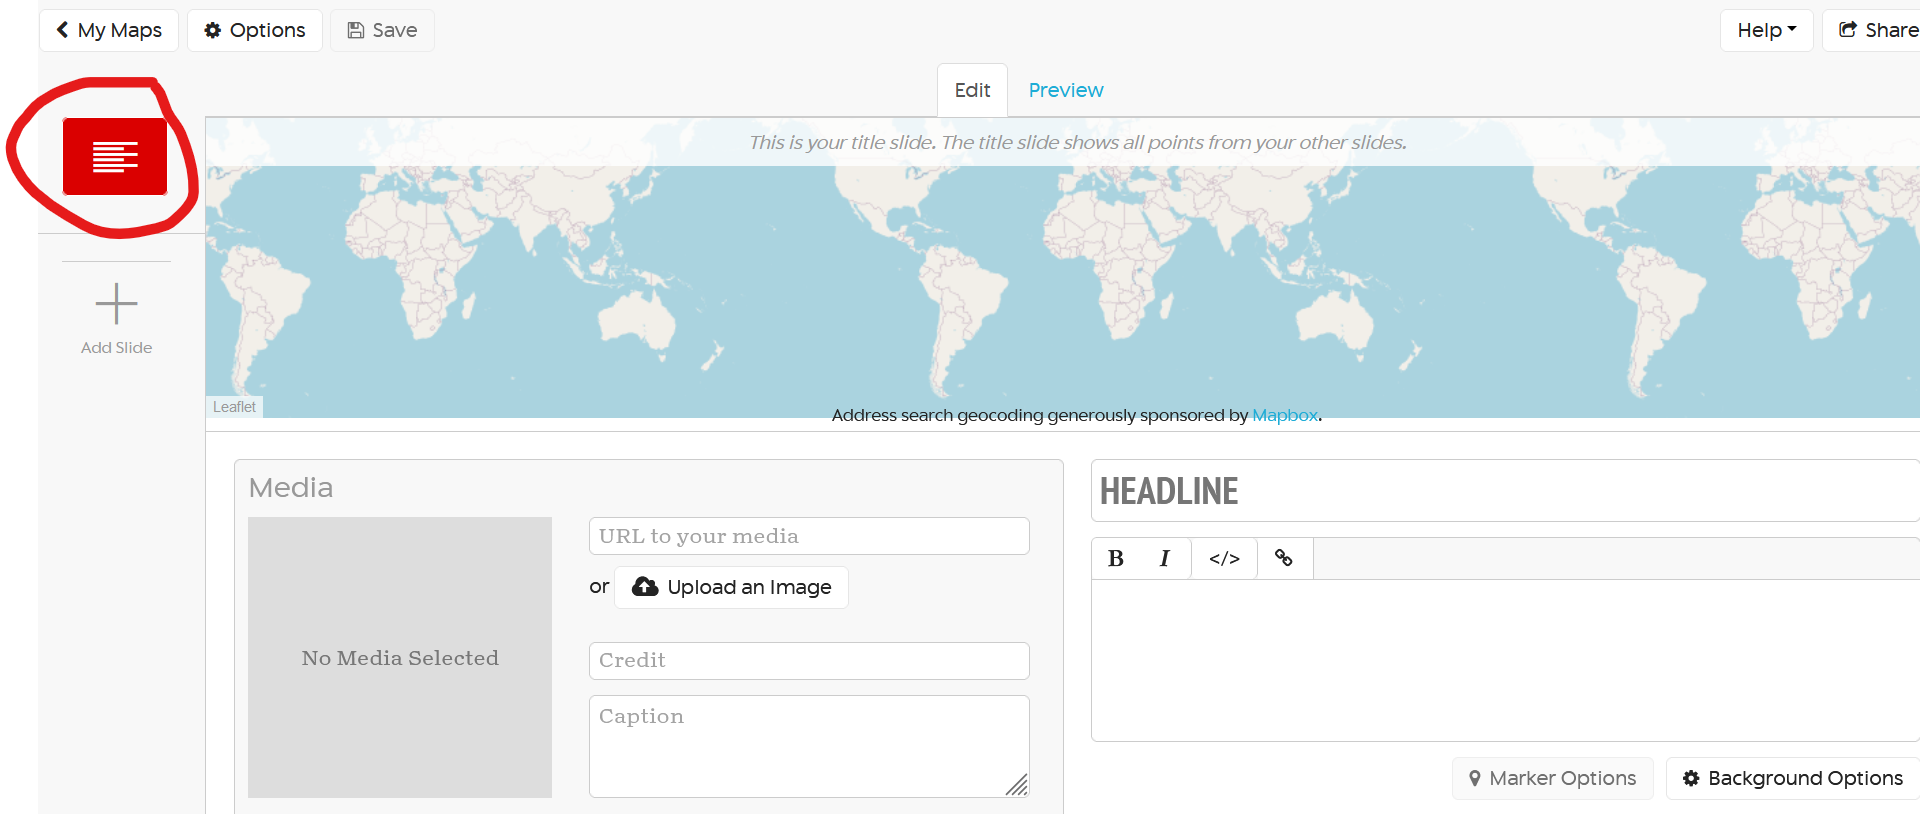 My Maps Options Save Help Share
Edit Preview
This is your title slide. The title slide shows all points from your other slides.
Add Slide
Leaflet
Address search geocoding generously sponsored by Mapbox.
Media
URL to your media
or Upload an Image
No Media Selected
Credit
Caption
HEADLINE
B I </>
Marker Options Background Options